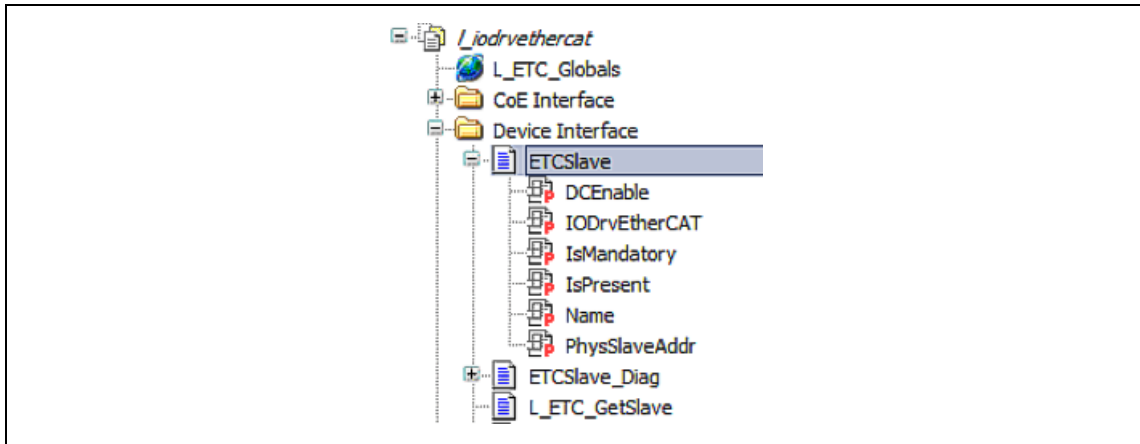 l_iodrvethercat
L_ETC_Globals
CoE Interface
Device Interface
ETCSlave
DCEnable
IODrvEtherCAT
IsMandatory
IsPresent
Name
PhysSlaveAddr
ETCSlave_Diag
L_ETC_GetSlave